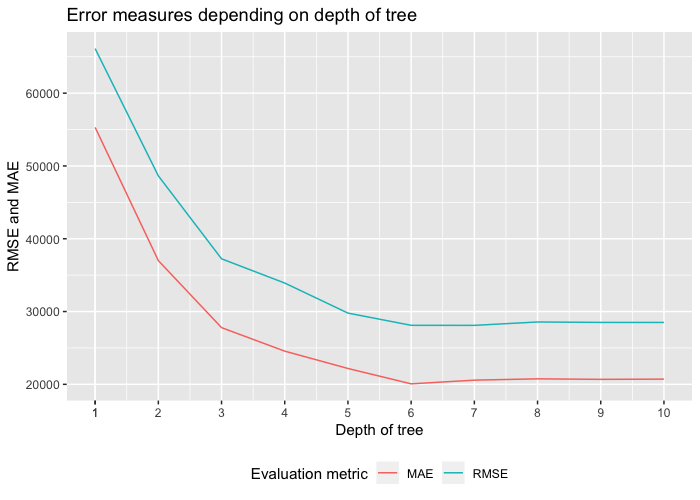 Error measures depending on depth of tree
RMSE and MAE
60000
50000
40000
30000
20000
1 2 3 4 5 6 7 8 9 10
Depth of tree
Evaluation metric MAE RMSE